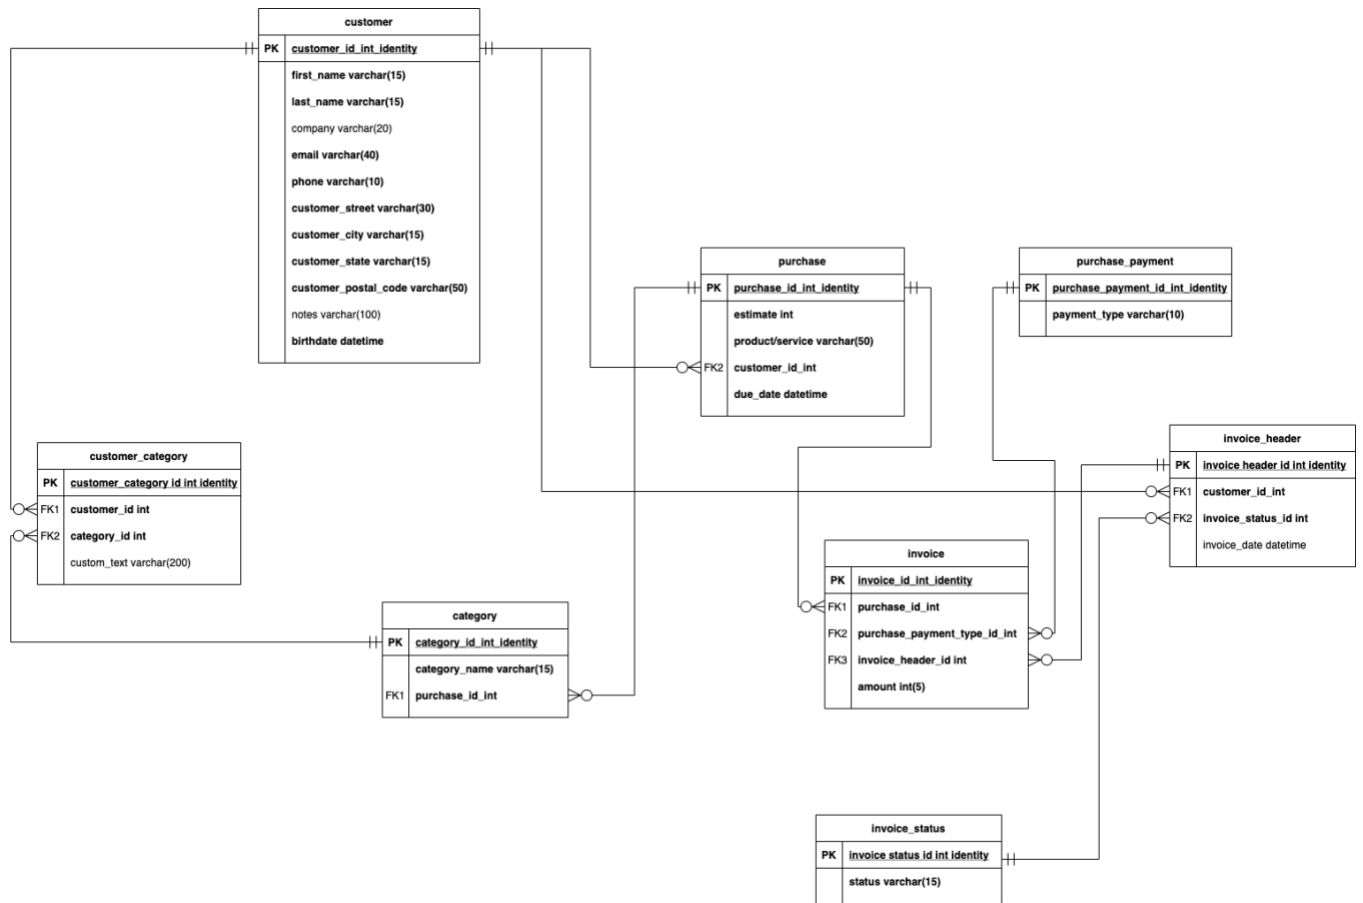 customer
PK customer_id_int_identity
first_name varchar(15)
last_name varchar(15)
company varchar(20)
email varchar(40)
phone varchar(10)
customer_street varchar(30)
customer_city varchar(15)
customer_state varchar(15)
customer_postal_code varchar(50)
notes varchar(100)
birthdate datetime
purchase
PK purchase_id_int_identity
estimate int
product/service varchar(50)
FK2 customer_id_int
due_date datetime
purchase_payment
PK purchase_payment_id_int_identity
payment_type varchar(10)
customer_category
PK customer_category id int identity
FK1 customer_id int
FK2 category_id int
custom_text varchar(200)
invoice_header
PK invoice header id int identity
FK1 customer_id_int
FK2 invoice_status_id int
invoice_date datetime
invoice
PK invoice_id_int_identity
FK1 purchase_id_int
FK2 purchase_payment_type_id_int
FK3 invoice_header_id int
amount int(5)
category
PK category_id_int_identity
category_name varchar(15)
FK1 purchase_id_int
invoice_status
PK invoice status id int identity
status varchar(15)